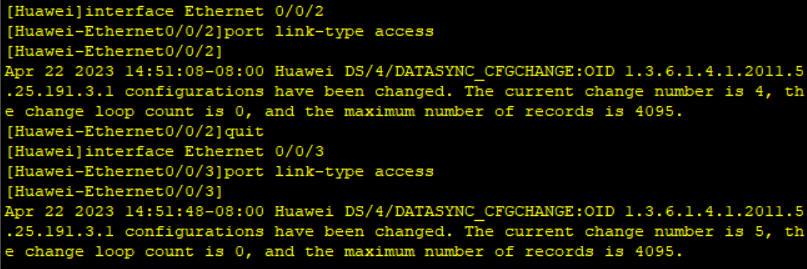 [Huawei]interface Ethernet 0/0/2
[Huawei-Ethernet0/0/2]port link-type access
[Huawei-Ethernet0/0/2]
Apr 22 2023 14:51:08-08:00 Huawei DS/4/DATASYNC_CFGCHANGE:OID 1.3.6.1.4.1.2011.5
.25.191.3.1 configurations have been changed. The current change number is 4, th
e change loop count is 0, and the maximum number of records is 4095.
[Huawei-Ethernet0/0/2]quit
[Huawei]interface Ethernet 0/0/3
[Huawei-Ethernet0/0/3]port link-type access
[Huawei-Ethernet0/0/3]
Apr 22 2023 14:51:48-08:00 Huawei DS/4/DATASYNC_CFGCHANGE:OID 1.3.6.1.4.1.2011.5
.25.191.3.1 configurations have been changed. The current change number is 5, th
e change loop count is 0, and the maximum number of records is 4095.